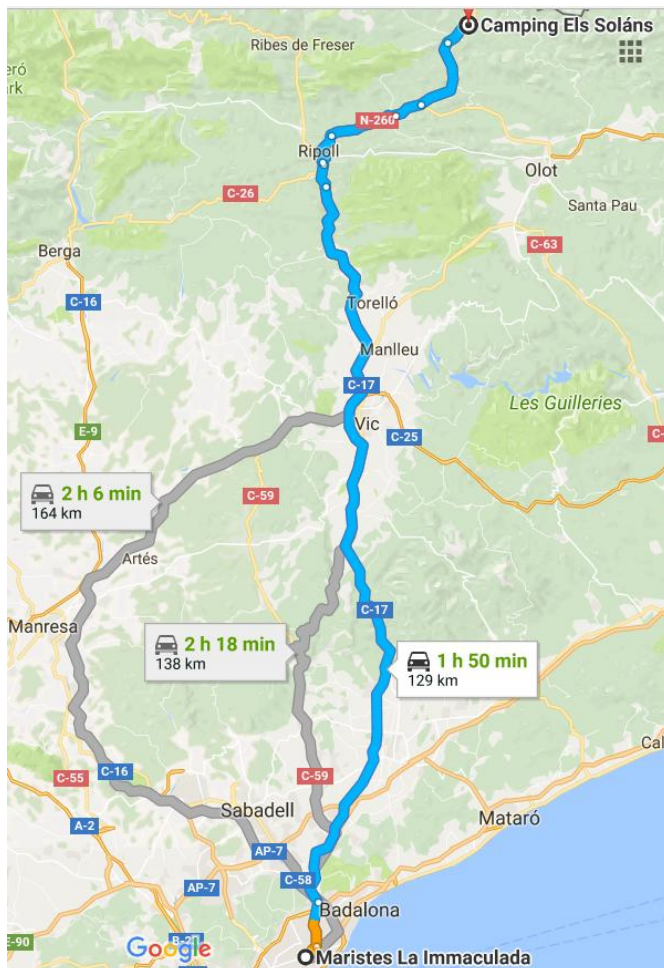 Camping Els Soláns
Ribes de Freser
N-260
Ripoll
Olot
C-26
Santa Pau
C-63
Berga
C-16
Torelló
Manlleu
C-17
Les Guilleries
E-9
Vic
C-25
2 h 6 min
164 km
C-59
Artés
C-17
Manresa
2 h 18 min
138 km
1 h 50 min
129 km
C-16
C-55
C-59
Sabadell
Mataró
A-2
AP-7
C-58
AP-7
Badalona
E-90
B-20
Google
Maristes La Immaculada